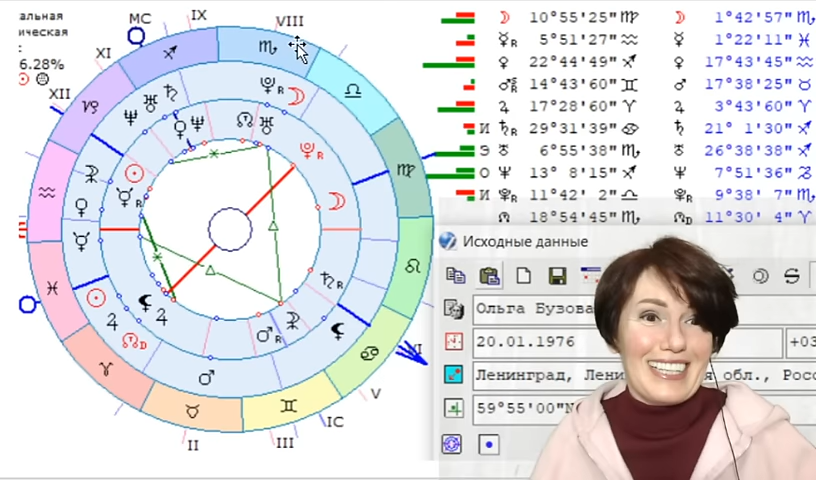 альная
ическая
:
6.28%
MC
IX
VIII
XI
XII
VI
V
IC
III
II
R
R
R
R
R
D
10°55'25"♍ ☽ 1°42'57"♏
☿R 5°51'27"♒ ☿ 1°22'11"♓
♀ 22°44'49"♐ ♀ 17°43'45"♒
14°43'60"♊ ♂ 17°38'25"♉
♃ 17°28'60"♈ ♃ 3°43'60"♈
И ♄R 29°31'39"♋ ♄ 21° 1'30"♐
Э 6°55'38"♏ 26°38'38"♐
О ♆ 13° 8'15"♐ ♆ 7°51'36"♑
И R 11°42' 2"♎ R 9°38' 7"♏
☊ 18°54'45"♏ ☊D 11°30' 4"♈
Исходные данные
Ольга Бузова
20.01.1976 +03
Ленинград, Лени я обл., Росс
59°55'00"N